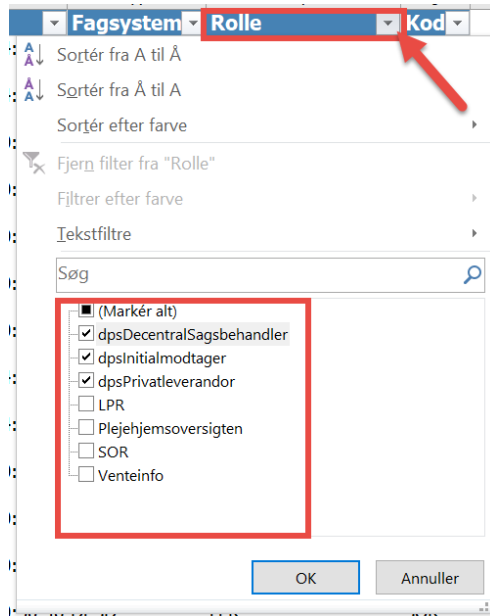 Fagsystem Rolle Kod
Sortér fra A til Å
Sortér fra Å til A
Sortér efter farve
Fjern filter fra "Rolle"
Filtrer efter farve
Tekstfiltre
Søg
(Markér alt)
dpsDecentralSagsbehandler
dpsInitialmodtager
dpsPrivatleverandor
LPR
Plejehjemsoversigten
SOR
Venteinfo
OK Annuller